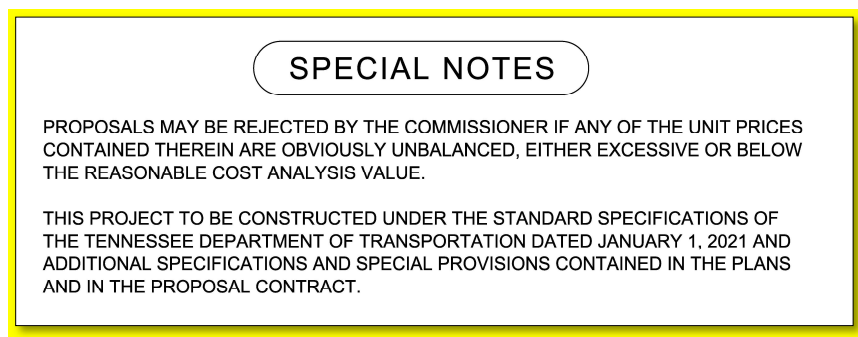 SPECIAL NOTES
PROPOSALS MAY BE REJECTED BY THE COMMISSIONER IF ANY OF THE UNIT PRICES
CONTAINED THEREIN ARE OBVIOUSLY UNBALANCED, EITHER EXCESSIVE OR BELOW
THE REASONABLE COST ANALYSIS VALUE.
THIS PROJECT TO BE CONSTRUCTED UNDER THE STANDARD SPECIFICATIONS OF
THE TENNESSEE DEPARTMENT OF TRANSPORTATION DATED JANUARY 1, 2021 AND
ADDITIONAL SPECIFICATIONS AND SPECIAL PROVISIONS CONTAINED IN THE PLANS
AND IN THE PROPOSAL CONTRACT.